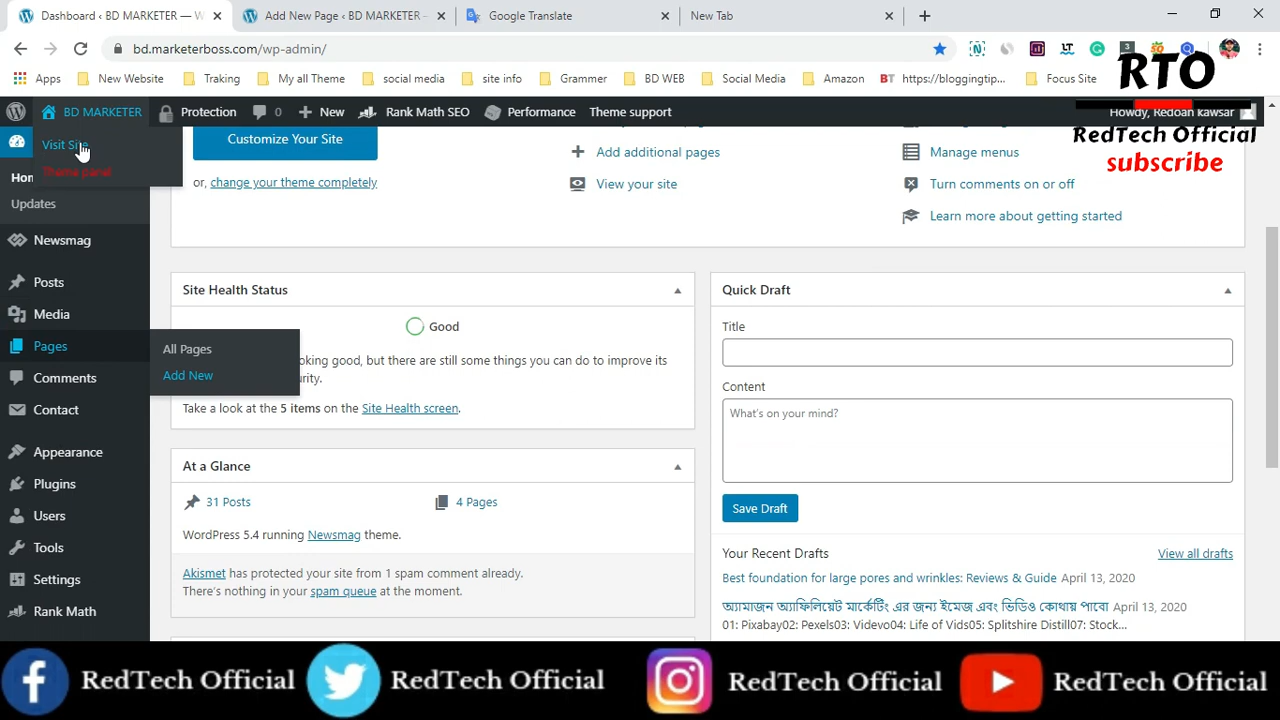 Dashboard ‹ BD MARKETER — W
Add New Page ‹ BD MARKETER –
Google Translate
New Tab
bd.marketerboss.com/wp-admin/
Apps
New Website
Traking
My all Theme
social media
site info
Grammer
BD WEB
Social Media
Amazon
BT https://bloggingtip...
Focus Site
RTO
BD MARKETER
Protection
0
New
Rank Math SEO
Performance
Theme support
Howdy, Redoan kawsar
RedTech Official
subscribe
Visit Site
Theme panel
Updates
Newsmag
Posts
Media
Pages
Comments
Contact
Appearance
Plugins
Users
Tools
Settings
Rank Math
All Pages
Add New
Customize Your Site
or, change your theme completely
Add additional pages
View your site
Manage menus
Turn comments on or off
Learn more about getting started
Site Health Status
Good
oking good, but there are still some things you can do to improve its
Take a look at the 5 items on the Site Health screen.
At a Glance
31 Posts
4 Pages
WordPress 5.4 running Newsmag theme.
Akismet has protected your site from 1 spam comment already.
There's nothing in your spam queue at the moment.
Quick Draft
Title
Content
What's on your mind?
Save Draft
Your Recent Drafts
View all drafts
Best foundation for large pores and wrinkles: Reviews & Guide April 13, 2020
অ্যামাজন অ্যাফিলিয়েট মার্কেটিং এর জন্য ইমেজ এবং ভিডিও কোথায় পাবো April 13, 2020
01: Pixabay02: Pexels03: Videvo04: Life of Vids05: Splitshire Distill07: Stock...
RedTech Official
RedTech Official
RedTech Official
RedTech Official